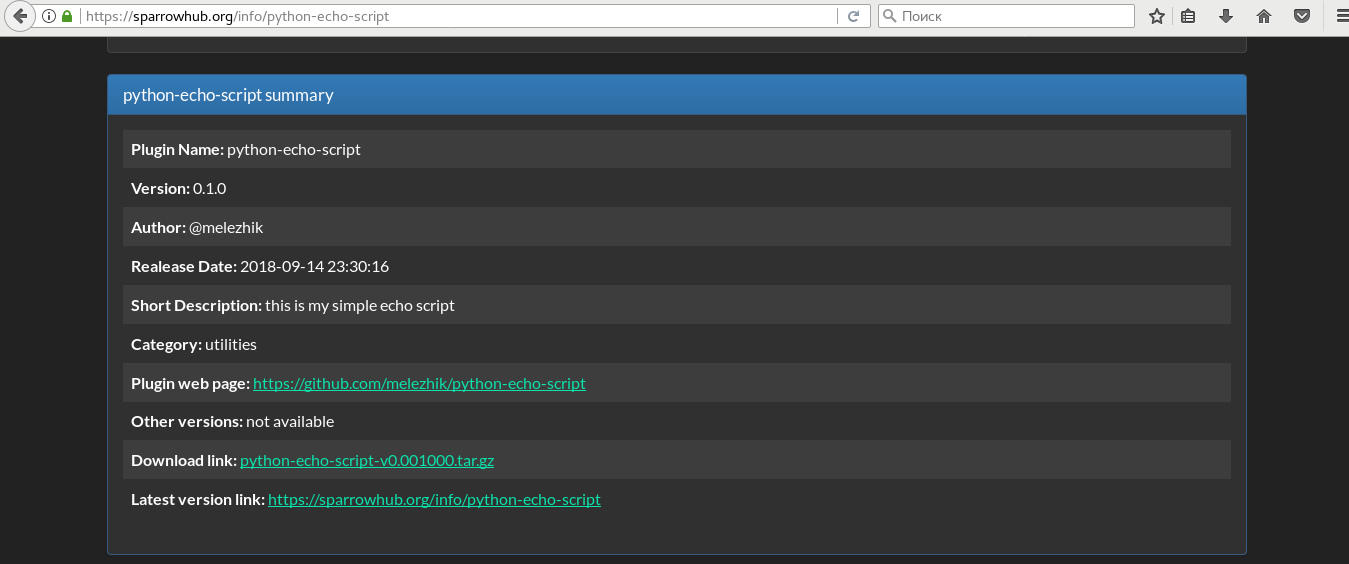 https://sparrowhub.org/info/python-echo-script
Поиск
python-echo-script summary
Plugin Name: python-echo-script
Version: 0.1.0
Author: @melezhik
Realease Date: 2018-09-14 23:30:16
Short Description: this is my simple echo script
Category: utilities
Plugin web page: https://github.com/melezhik/python-echo-script
Other versions: not available
Download link: python-echo-script-v0.001000.tar.gz
Latest version link: https://sparrowhub.org/info/python-echo-script